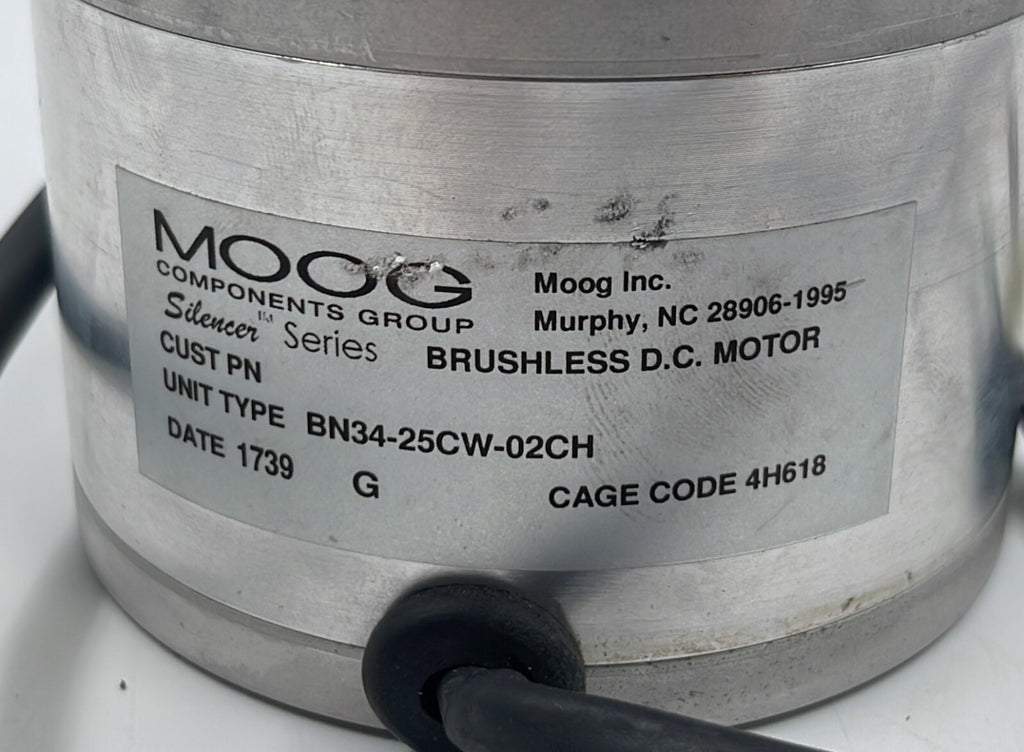 MOOG
COMPONENTS GROUP
Silencer™ Series
Moog Inc.
Murphy, NC 28906-1995
BRUSHLESS D.C. MOTOR
CUST PN
UNIT TYPE BN34-25CW-02CH
DATE 1739 G
CAGE CODE 4H618